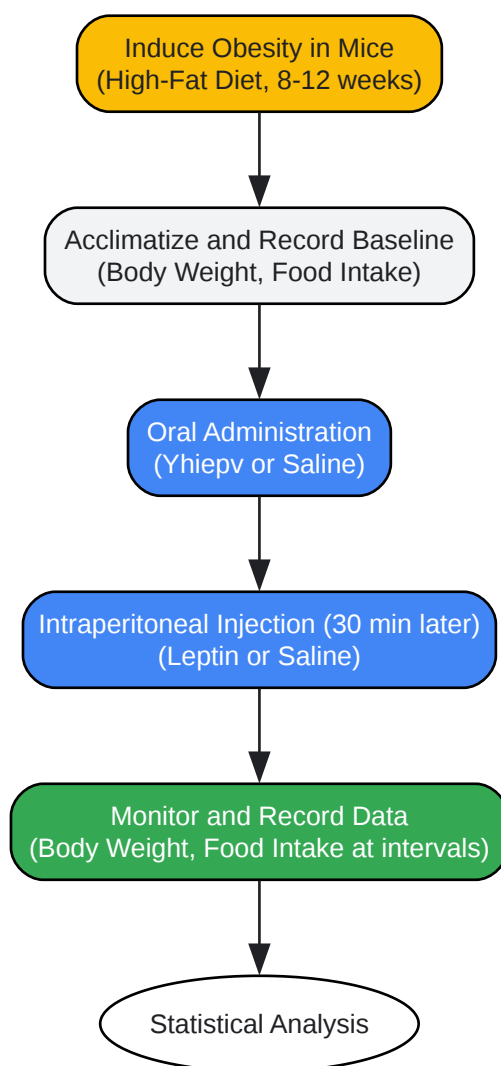 Induce Obesity in Mice
(High-Fat Diet, 8-12 weeks)
Acclimatize and Record Baseline
(Body Weight, Food Intake)
Oral Administration
(Yhiepv or Saline)
Intraperitoneal Injection (30 min later)
(Leptin or Saline)
Monitor and Record Data
(Body Weight, Food Intake at intervals)
Statistical Analysis